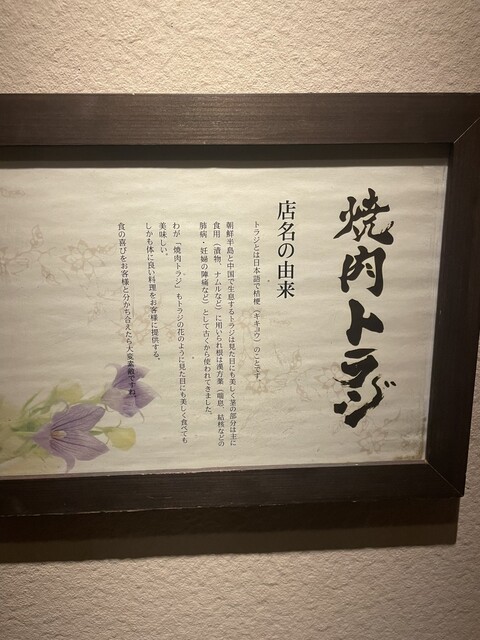 焼肉トラジ
店名の由来
トラジとは日本語で桔梗（キキョウ）のことです。
朝鮮半島と中国で生息するトラジは見た目にも美しく茎の部分は主に
食用（漬物、ナムルなど）に用いられ根は漢方薬（喘息、結核などの
肺病・妊婦の陣痛など）として古くから使われてきました。
わが「焼肉トラジ」もトラジの花のように見た目にも美しく食べても
美味しい。
しかも体に良い料理をお客様に提供する。
食の喜びをお客様と分かち合えたら大変素敵ですね。